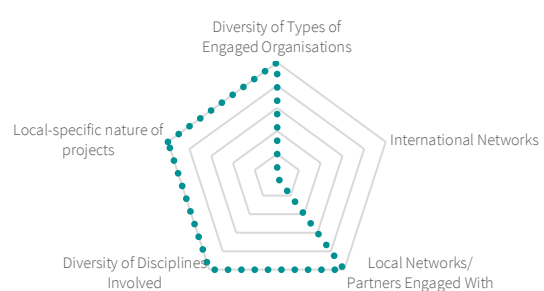 Diversity of Types of
Engaged Organisations
Local-specific nature of
projects
International Networks
Diversity of Disciplines
Involved
Local Networks/
Partners Engaged With